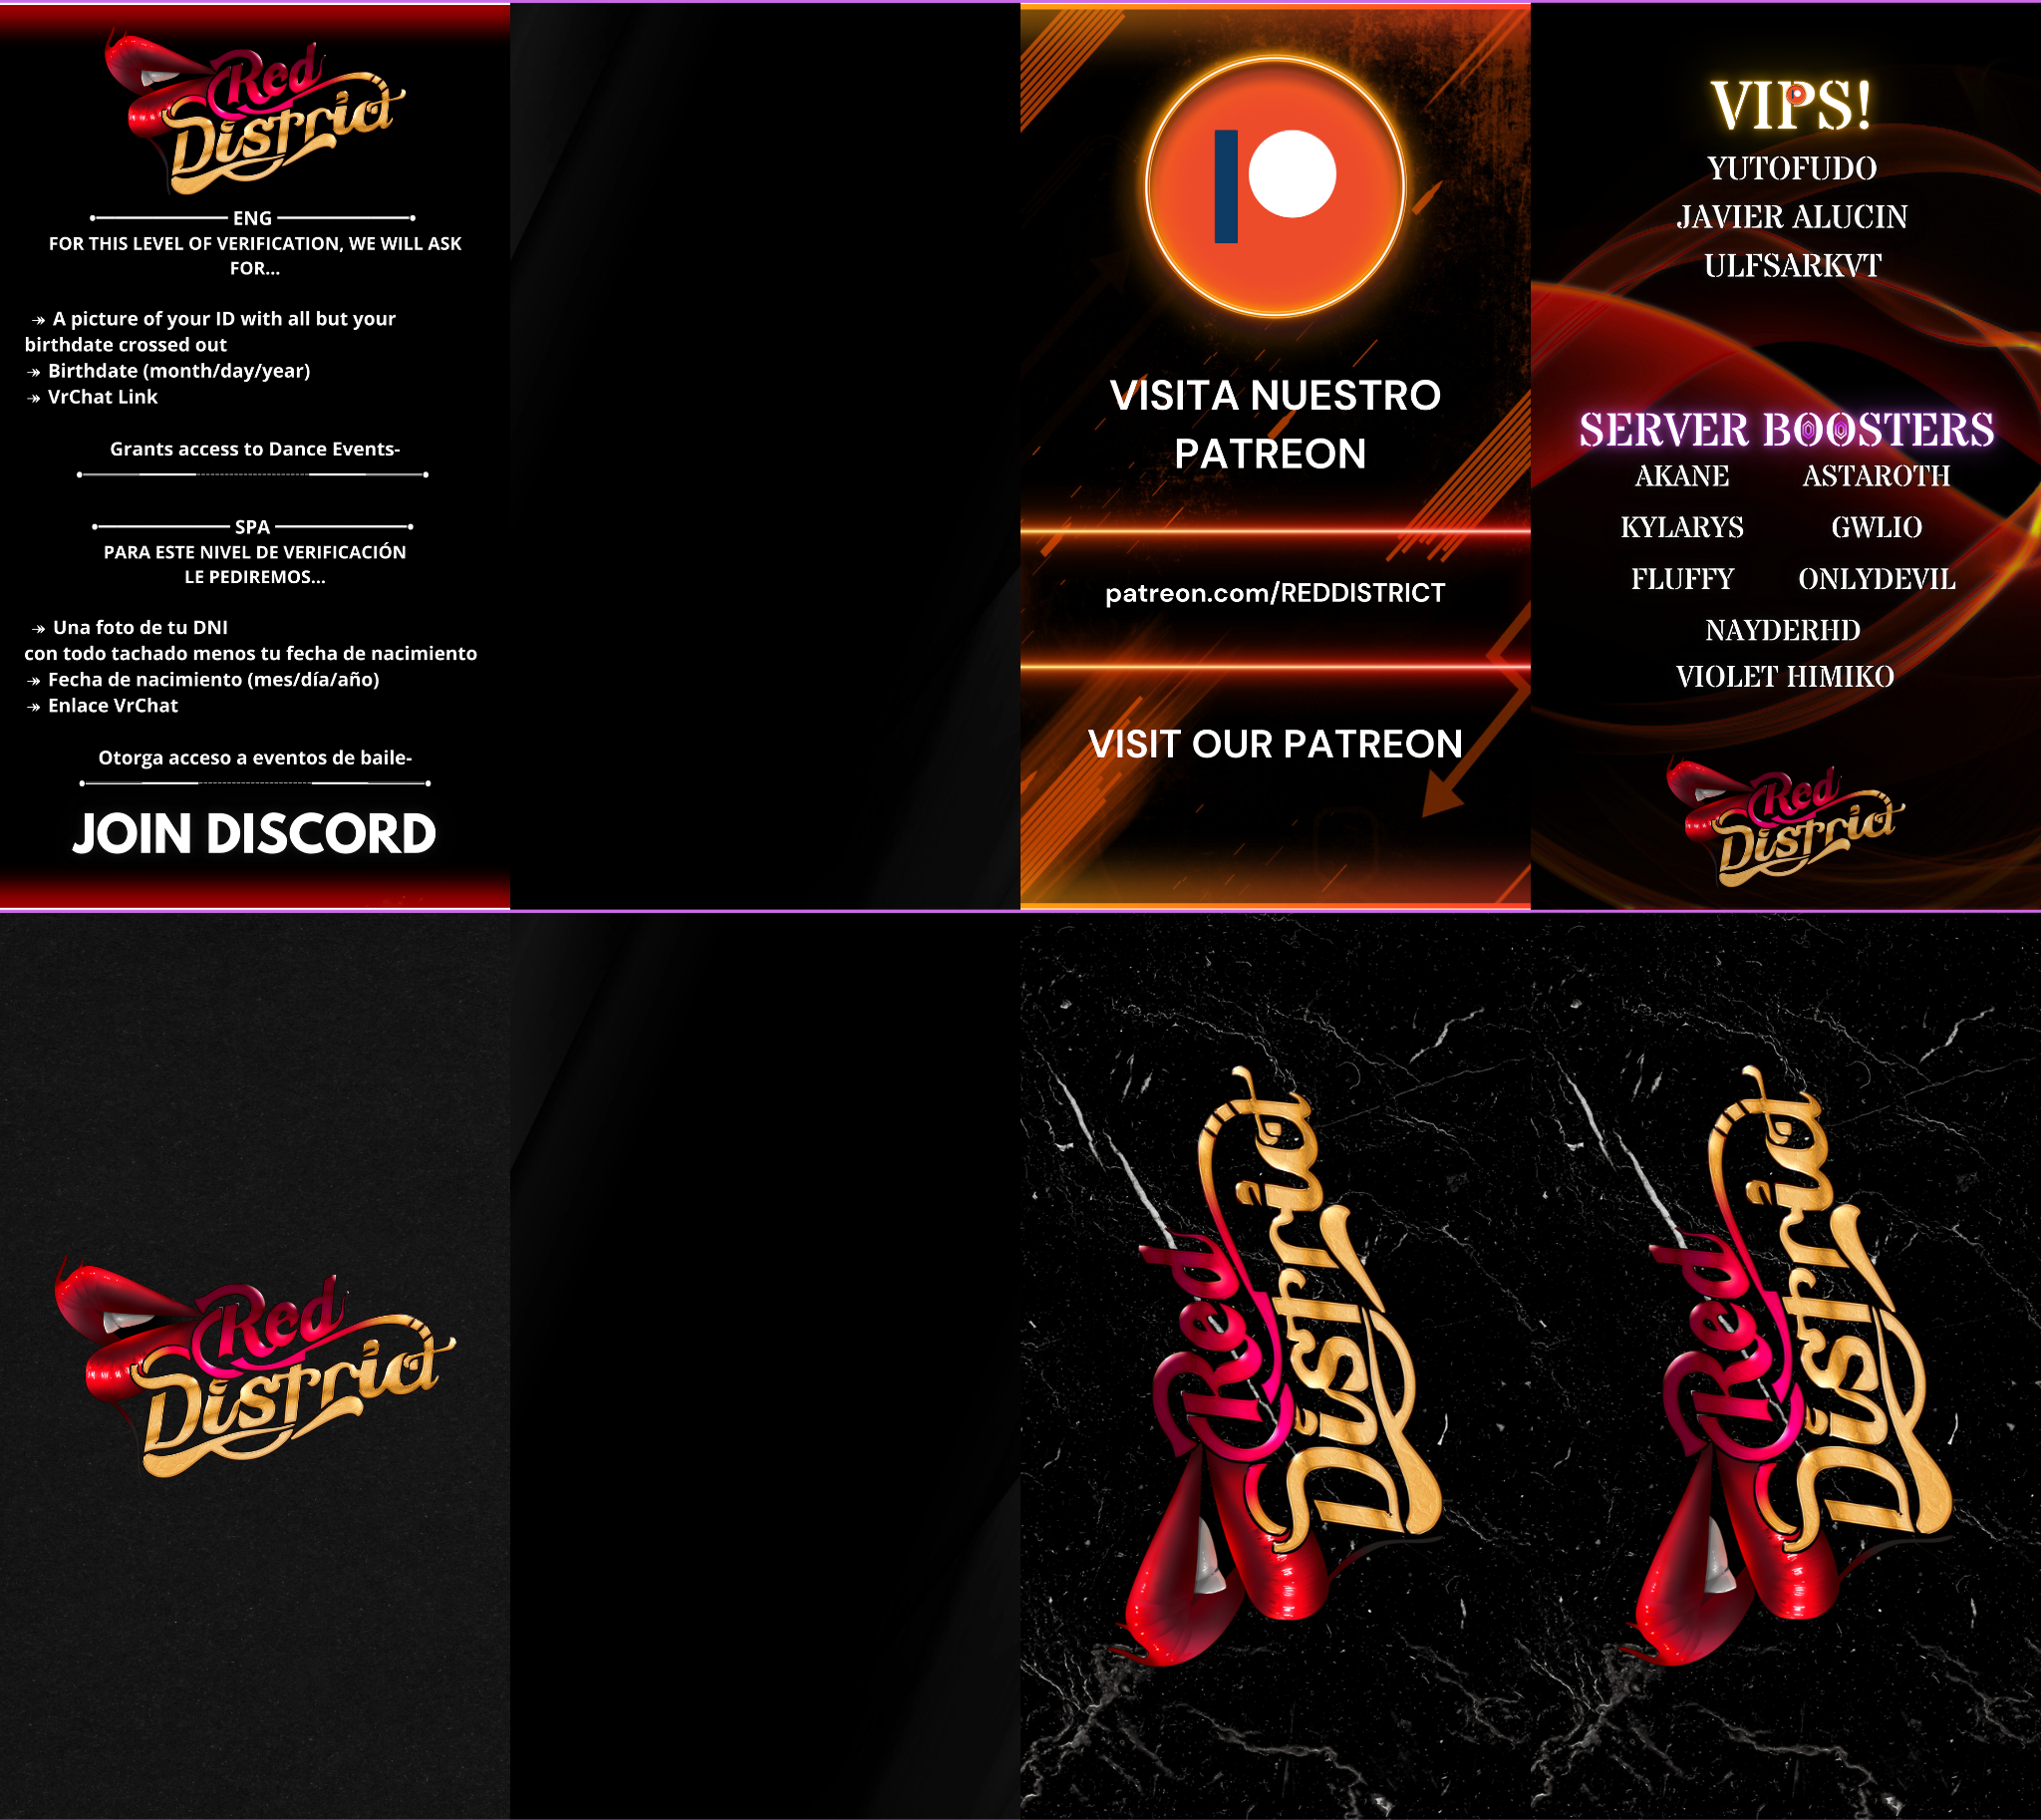 Red
District
ENG
FOR THIS LEVEL OF VERIFICATION, WE WILL ASK
FOR...
↠ A picture of your ID with all but your
birthdate crossed out
↠ Birthdate (month/day/year)
↠ VrChat Link
Grants access to Dance Events-
SPA
PARA ESTE NIVEL DE VERIFICACIÓN
LE PEDIREMOS...
↠ Una foto de tu DNI
con todo tachado menos tu fecha de nacimiento
↠ Fecha de nacimiento (mes/día/año)
↠ Enlace VrChat
Otorga acceso a eventos de baile-
JOIN DISCORD
VISITA NUESTRO
PATREON
patreon.com/REDDISTRICT
VISIT OUR PATREON
VIPS!
YUTOFUDO
JAVIER ALUCIN
ULFSARKVT
SERVER BOOSTERS
AKANE ASTAROTH
KYLARYS GWLIO
FLUFFY ONLYDEVIL
NAYDERHD
VIOLET HIMIKO
Red
District
Red
District
Red
District
Red
District